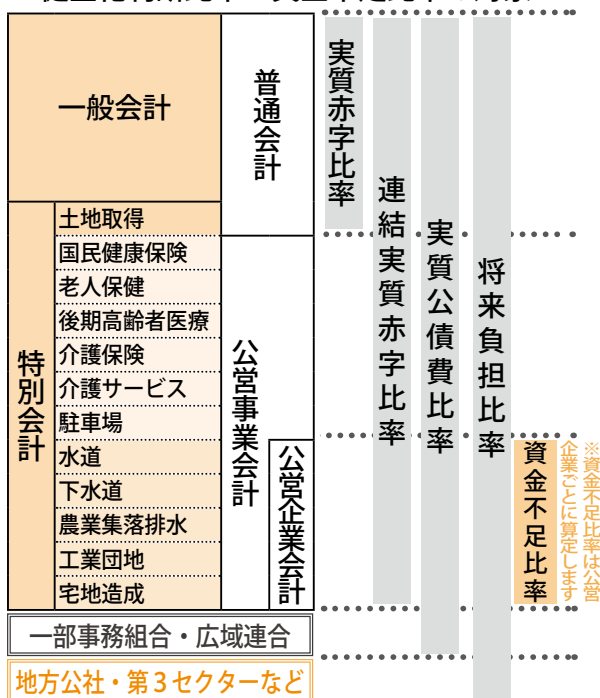 一般会計
普通会計
特別会計
土地取得
国民健康保険
老人保健
後期高齢者医療
介護保険
介護サービス
駐車場
水道
下水道
農業集落排水
工業団地
宅地造成
公営事業会計
公営企業会計
一部事務組合・広域連合
地方公社・第3セクターなど
実質赤字比率
連結実質赤字比率
実質公債費比率
将来負担比率
資金不足比率
※資金不足比率は公営
企業ごとに算定します